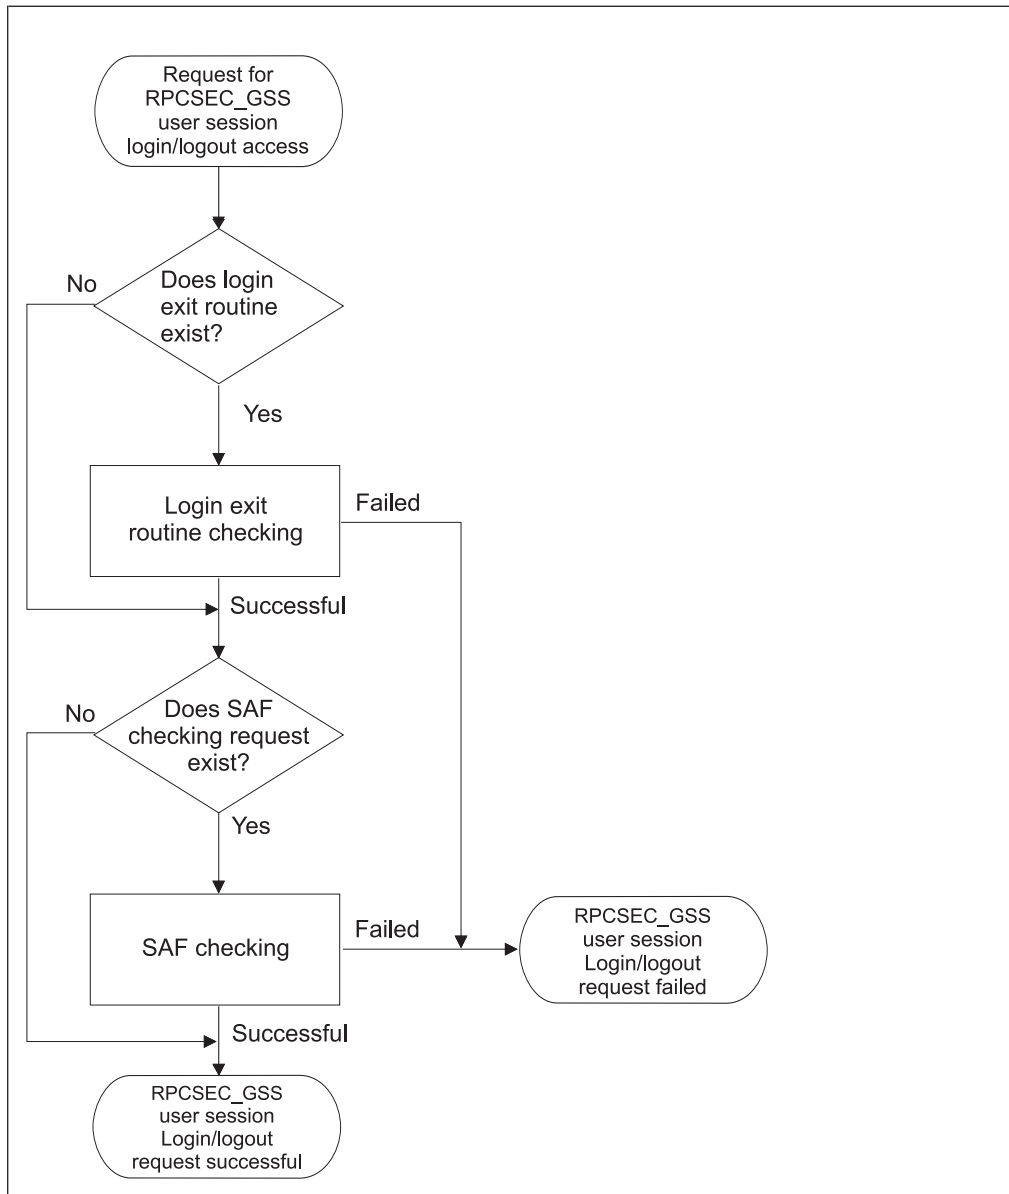 Request for
RPCSEC_GSS
user session
login/logout access
No
Does login
exit routine
exist?
Yes
Login exit
routine checking
Failed
Successful
No
Does SAF
checking request
exist?
Yes
SAF checking
Failed
RPCSEC_GSS
user session
Login/logout
request failed
Successful
RPCSEC_GSS
user session
Login/logout
request successful